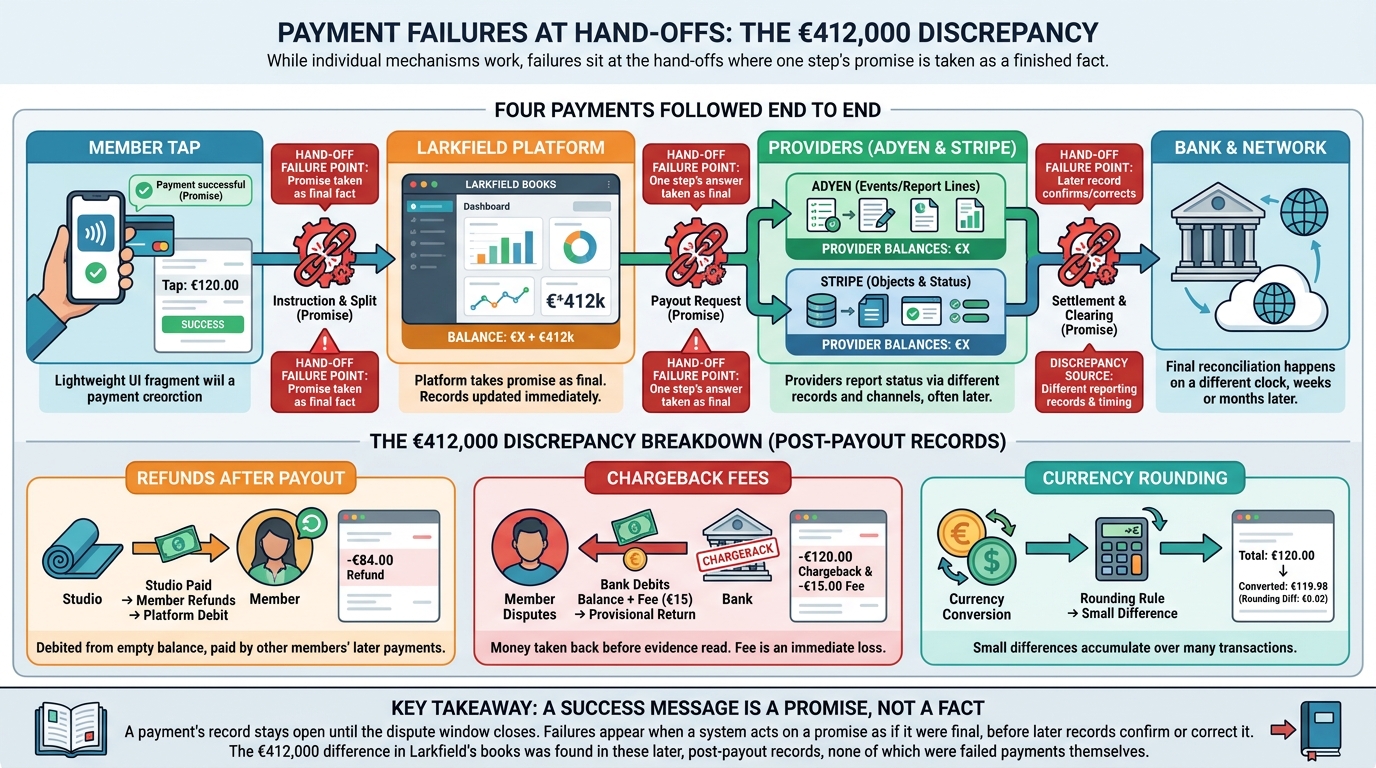 PAYMENT FAILURES AT HAND-OFFS: THE €412,000 DISCREPANCY
While individual mechanisms work, failures sit at the hand-offs where one step's promise is taken as a finished fact.
FOUR PAYMENTS FOLLOWED END TO END
MEMBER TAP
Payment successful
(Promise)
Tap: €120.00
SUCCESS
Lightweight UI fragment wiil a
payment creorction
HAND-OFF
FAILURE POINT:
Promise taken
as final fact
Instruction & Split
(Promise)
HAND-OFF
FAILURE POINT:
Promise taken
as final fact
LARKFIELD PLATFORM
LARKFIELD BOOKS
Dashboard
€⁺412k
BALANCE: €X + €412k
Platform takes promise as final.
Records updated immediately.
HAND-OFF
FAILURE POINT:
One step's answer
taken as final
Payout Request
(Promise)
HAND-OFF
FAILURE POINT:
One step's answer
taken as final
PROVIDERS (ADYEN & STRIPE)
ADYEN (Events/Report Lines)
PROVIDER BALANCES: €X
STRIPE (Objects & Status)
PROVIDER BALANCES: €X
Providers report status via different
records and channels, often later.
HAND-OFF
FAILURE POINT:
Later record
confirms/corrects
Settlement &
Clearing
(Promise)
DISCREPANCY
SOURCE:
Different reporting
records & timing
BANK & NETWORK
Final reconciliation happens
on a different clock, weeks
or months later.
THE €412,000 DISCREPANCY BREAKDOWN (POST-PAYOUT RECORDS)
REFUNDS AFTER PAYOUT
Studio
Studio Paid
→ Member Refunds
→ Platform Debit
Member
-€84.00
Refund
Debited from empty balance, paid by other members' later payments.
CHARGEBACK FEES
Member
Disputes
Bank Debits
Balance + Fee (€15)
→ Provisional Return
CHARGERACK
Bank
-€120.00
Chargeback &
-€15.00 Fee
Money taken back before evidence read. Fee is an immediate loss.
CURRENCY ROUNDING
€
$
Currency
Conversion
Rounding Rule
→ Small Difference
Total: €120.00
↓
Converted: €119.98
(Rounding Diff: €0.02)
Small differences accumulate over many transactions.
KEY TAKEAWAY: A SUCCESS MESSAGE IS A PROMISE, NOT A FACT
A payment's record stays open until the dispute window closes. Failures appear when a system acts on a promise as if it were final, before later records confirm or correct it.
The €412,000 difference in Larkfield's books was found in these later, post-payout records, none of which were failed payments themselves.